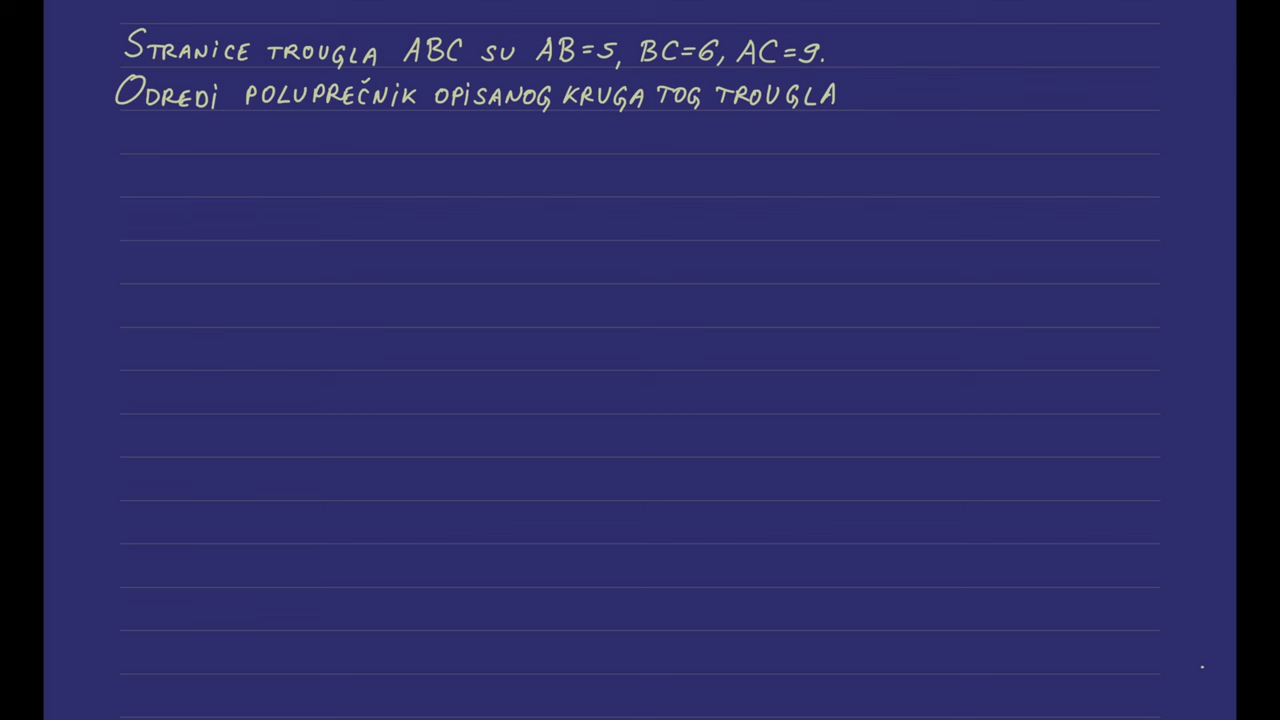 STRANICE TROUGLA ABC SU AB=5, BC=6, AC=9.
ODREDI POLUPREČNIK OPISANOG KRUGA TOG TROUGLA